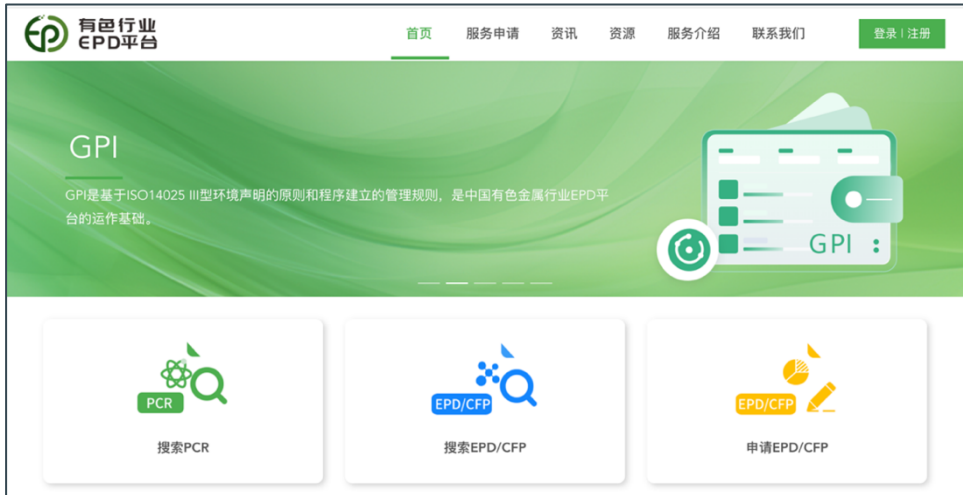 有色行业
EPD平台
首页 服务申请 资讯 资源 服务介绍 联系我们 登录 | 注册
GPI
GPI是基于ISO14025 III型环境声明的原则和程序建立的管理规则，是中国有色金属行业EPD平
台的运作基础。
GPI
PCR
搜索PCR
EPD/CFP
搜索EPD/CFP
EPD/CFP
申请EPD/CFP